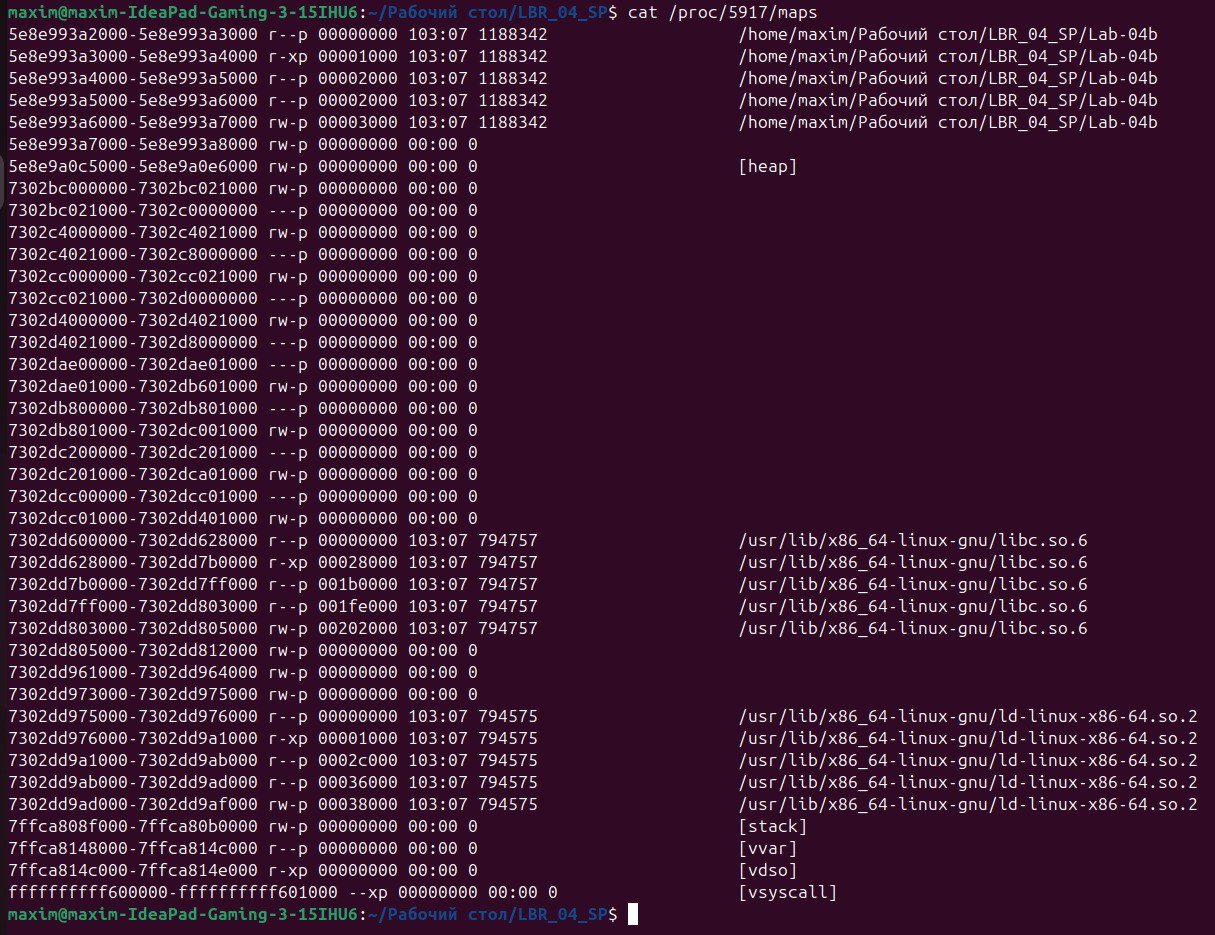 maxim@maxim-IdeaPad-Gaming-3-15IHU6:~/Рабочий стол/LBR_04_SP$ cat /proc/5917/maps
5e8e993a2000-5e8e993a3000 r--p 00000000 103:07 1188342 /home/maxim/Рабочий стол/LBR_04_SP/Lab-04b
5e8e993a3000-5e8e993a4000 r-xp 00001000 103:07 1188342 /home/maxim/Рабочий стол/LBR_04_SP/Lab-04b
5e8e993a4000-5e8e993a5000 r--p 00002000 103:07 1188342 /home/maxim/Рабочий стол/LBR_04_SP/Lab-04b
5e8e993a5000-5e8e993a6000 r--p 00002000 103:07 1188342 /home/maxim/Рабочий стол/LBR_04_SP/Lab-04b
5e8e993a6000-5e8e993a7000 rw-p 00003000 103:07 1188342 /home/maxim/Рабочий стол/LBR_04_SP/Lab-04b
5e8e993a7000-5e8e993a8000 rw-p 00000000 00:00 0
5e8e9a0c5000-5e8e9a0e6000 rw-p 00000000 00:00 0 [heap]
7302bc000000-7302bc021000 rw-p 00000000 00:00 0
7302bc021000-7302c0000000 ---p 00000000 00:00 0
7302c4000000-7302c4021000 rw-p 00000000 00:00 0
7302c4021000-7302c8000000 ---p 00000000 00:00 0
7302cc000000-7302cc021000 rw-p 00000000 00:00 0
7302cc021000-7302d0000000 ---p 00000000 00:00 0
7302d4000000-7302d4021000 rw-p 00000000 00:00 0
7302d4021000-7302d8000000 ---p 00000000 00:00 0
7302dae00000-7302dae01000 ---p 00000000 00:00 0
7302dae01000-7302db601000 rw-p 00000000 00:00 0
7302db800000-7302db801000 ---p 00000000 00:00 0
7302db801000-7302dc001000 rw-p 00000000 00:00 0
7302dc200000-7302dc201000 ---p 00000000 00:00 0
7302dc201000-7302dca01000 rw-p 00000000 00:00 0
7302dcc00000-7302dcc01000 ---p 00000000 00:00 0
7302dcc01000-7302dd401000 rw-p 00000000 00:00 0
7302dd600000-7302dd628000 r--p 00000000 103:07 794757 /usr/lib/x86_64-linux-gnu/libc.so.6
7302dd628000-7302dd7b0000 r-xp 00028000 103:07 794757 /usr/lib/x86_64-linux-gnu/libc.so.6
7302dd7b0000-7302dd7ff000 r--p 001b0000 103:07 794757 /usr/lib/x86_64-linux-gnu/libc.so.6
7302dd7ff000-7302dd803000 r--p 001fe000 103:07 794757 /usr/lib/x86_64-linux-gnu/libc.so.6
7302dd803000-7302dd805000 rw-p 00202000 103:07 794757 /usr/lib/x86_64-linux-gnu/libc.so.6
7302dd805000-7302dd812000 rw-p 00000000 00:00 0
7302dd961000-7302dd964000 rw-p 00000000 00:00 0
7302dd973000-7302dd975000 rw-p 00000000 00:00 0
7302dd975000-7302dd976000 r--p 00000000 103:07 794575 /usr/lib/x86_64-linux-gnu/ld-linux-x86-64.so.2
7302dd976000-7302dd9a1000 r-xp 00001000 103:07 794575 /usr/lib/x86_64-linux-gnu/ld-linux-x86-64.so.2
7302dd9a1000-7302dd9ab000 r--p 0002c000 103:07 794575 /usr/lib/x86_64-linux-gnu/ld-linux-x86-64.so.2
7302dd9ab000-7302dd9ad000 r--p 00036000 103:07 794575 /usr/lib/x86_64-linux-gnu/ld-linux-x86-64.so.2
7302dd9ad000-7302dd9af000 rw-p 00038000 103:07 794575 /usr/lib/x86_64-linux-gnu/ld-linux-x86-64.so.2
7ffca808f000-7ffca80b0000 rw-p 00000000 00:00 0 [stack]
7ffca8148000-7ffca814c000 r--p 00000000 00:00 0 [vvar]
7ffca814c000-7ffca814e000 r-xp 00000000 00:00 0 [vdso]
ffffffffff600000-ffffffffff601000 --xp 00000000 00:00 0 [vsyscall]
maxim@maxim-IdeaPad-Gaming-3-15IHU6:~/Рабочий стол/LBR_04_SP$